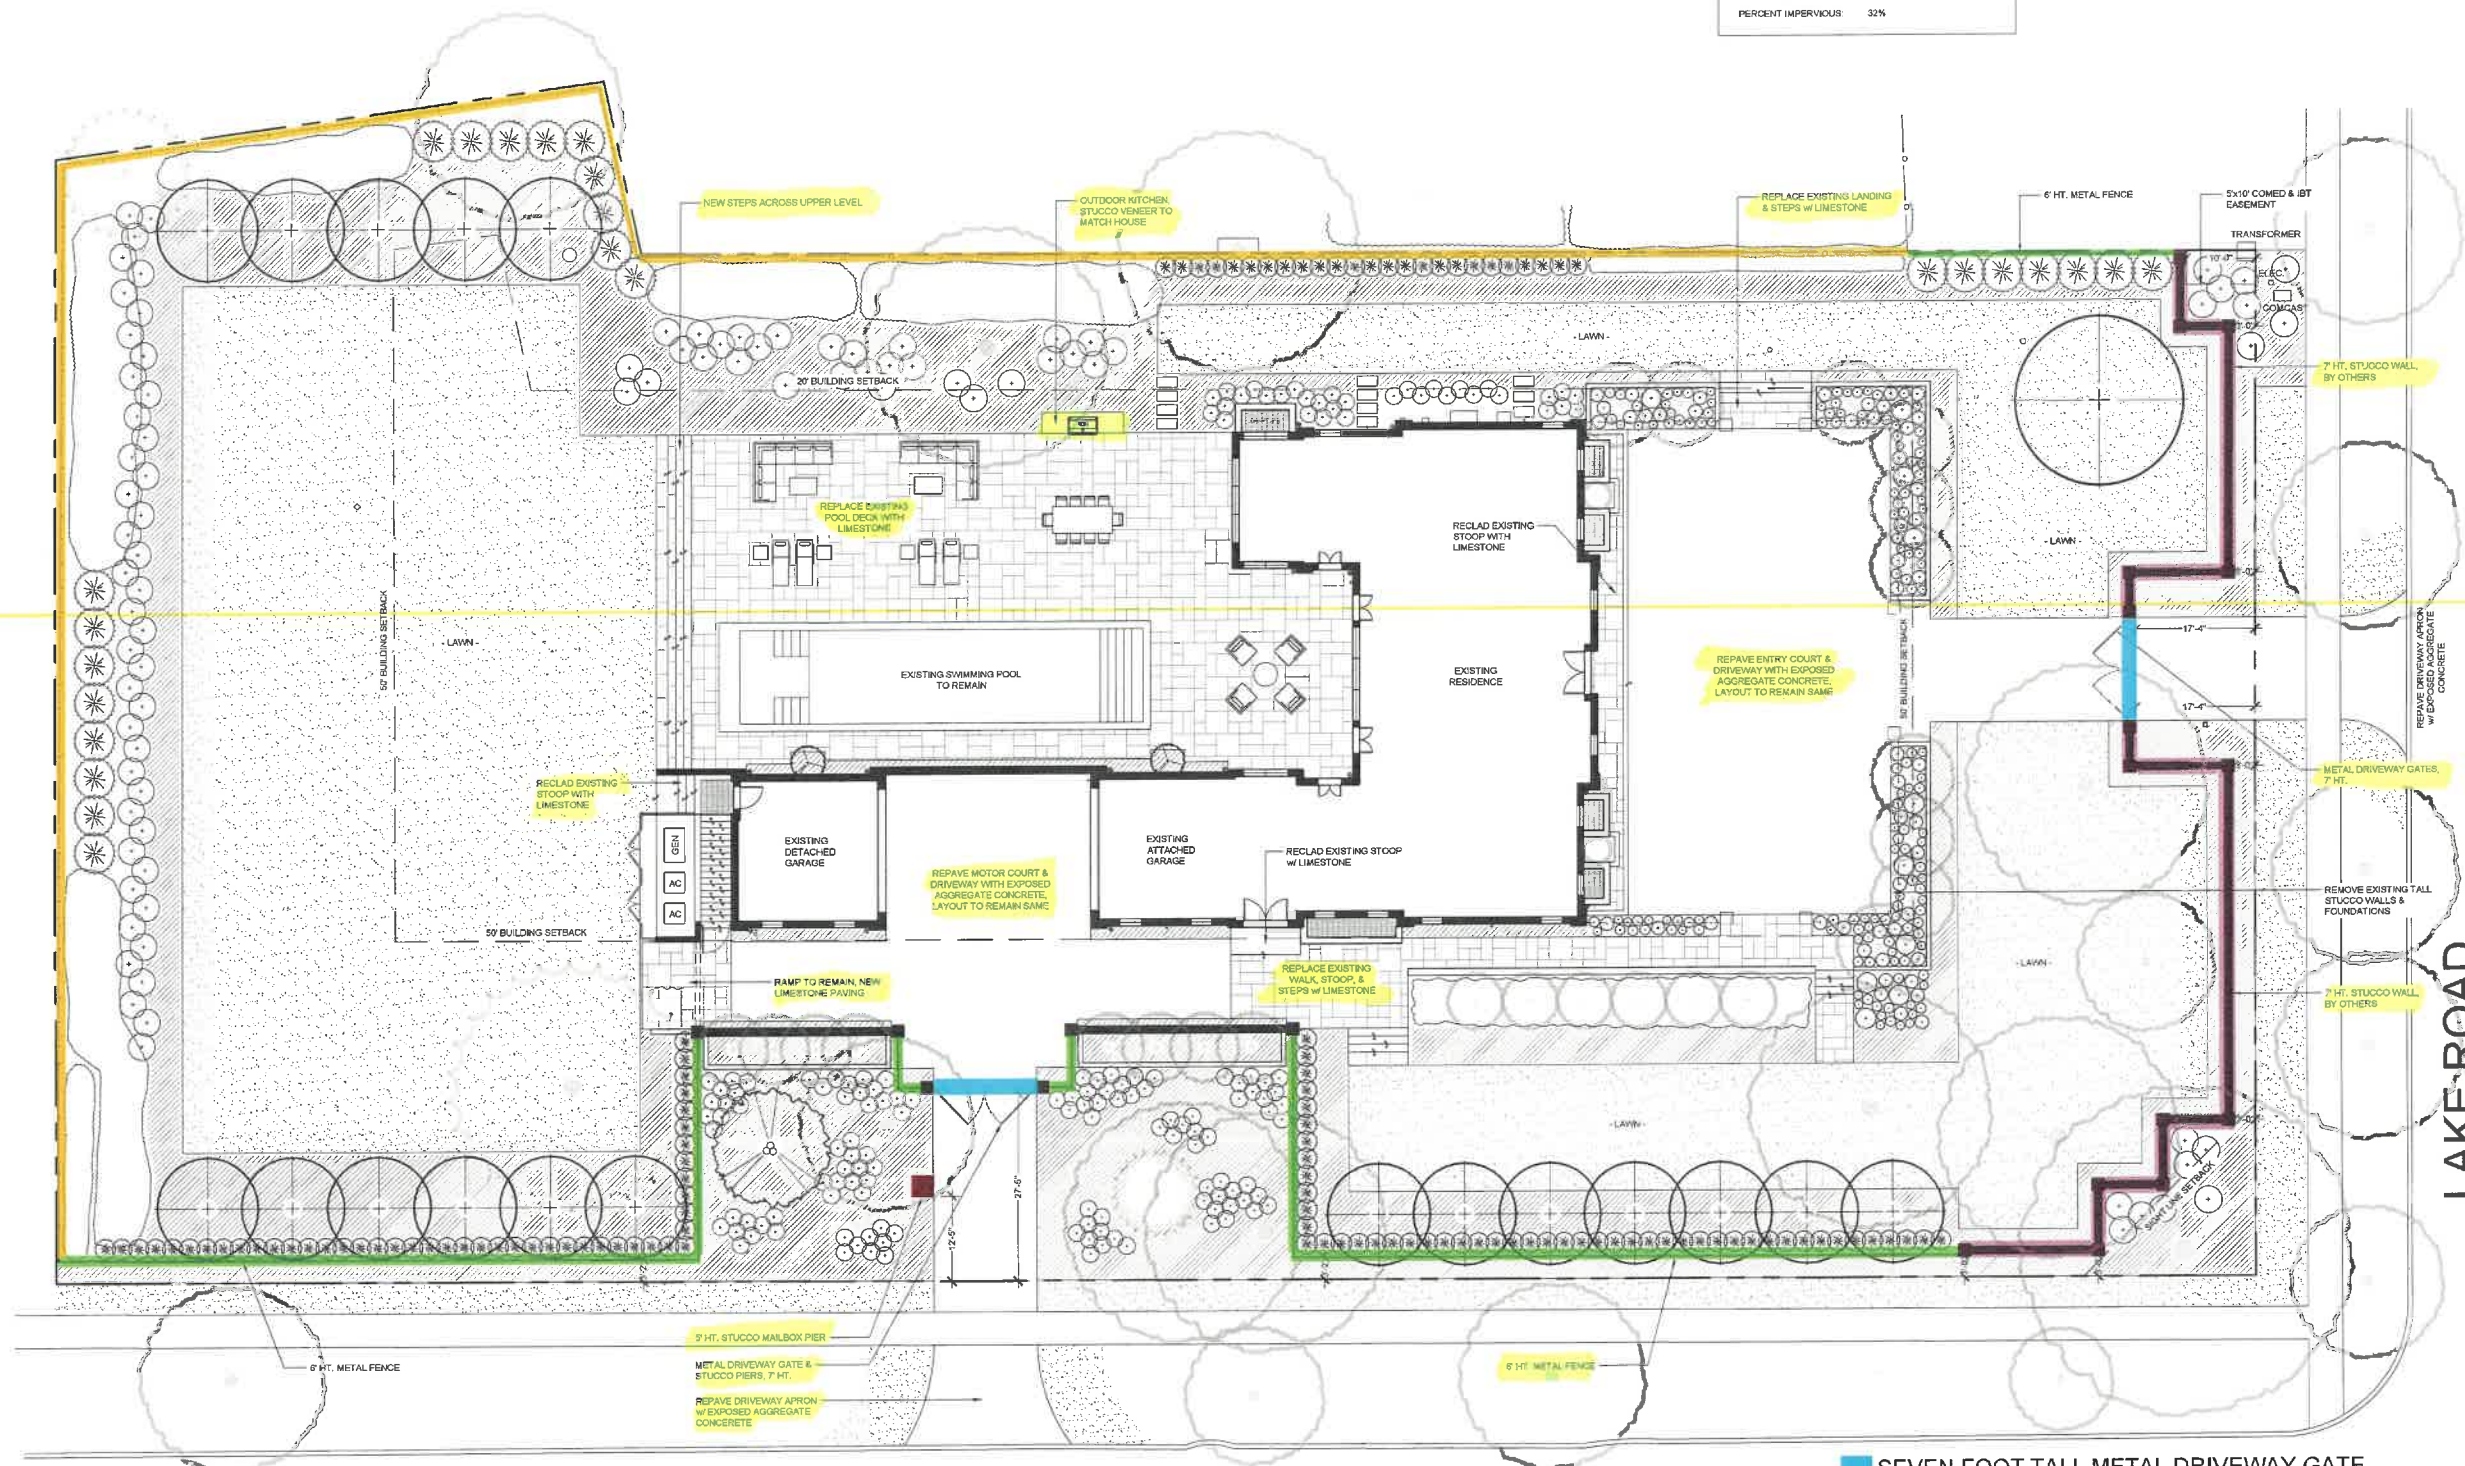 PERCENT IMPERVIOUS: 32%
NEW STEPS ACROSS UPPER LEVEL
OUTDOOR KITCHEN,
STUCCO VENEER TO
MATCH HOUSE
REPLACE EXISTING LANDING
& STEPS w/ LIMESTONE
6' HT. METAL FENCE
5'x10' COMED & IBT
EASEMENT
TRANSFORMER
10'-0"
ELEC.
COMCAST
- LAWN -
20' BUILDING SETBACK
7' HT. STUCCO WALL,
BY OTHERS
REPLACE EXISTING
POOL DECK WITH
LIMESTONE
RECLAD EXISTING
STOOP WITH
LIMESTONE
- LAWN -
50' BUILDING SETBACK
- LAWN -
EXISTING SWIMMING POOL
TO REMAIN
EXISTING
RESIDENCE
REPAVE ENTRY COURT &
DRIVEWAY WITH EXPOSED
AGGREGATE CONCRETE,
LAYOUT TO REMAIN SAME
50' BUILDING SETBACK
17'-4"
17'-4"
REPAVE DRIVEWAY APRON
w/ EXPOSED AGGREGATE
CONCRETE
METAL DRIVEWAY GATES,
7' HT.
RECLAD EXISTING
STOOP WITH
LIMESTONE
GEN
AC
AC
EXISTING
DETACHED
GARAGE
EXISTING
ATTACHED
GARAGE
RECLAD EXISTING STOOP
w/ LIMESTONE
REPAVE MOTOR COURT &
DRIVEWAY WITH EXPOSED
AGGREGATE CONCRETE,
LAYOUT TO REMAIN SAME
REMOVE EXISTING TALL
STUCCO WALLS &
FOUNDATIONS
50' BUILDING SETBACK
RAMP TO REMAIN, NEW
LIMESTONE PAVING
REPLACE EXISTING
WALK, STOOP, &
STEPS w/ LIMESTONE
- LAWN -
7' HT. STUCCO WALL,
BY OTHERS
LAKE ROAD
- LAWN -
SIGHT LINE SETBACK
27'-6"
12'-5"
5' HT. STUCCO MAILBOX PIER
6' HT. METAL FENCE
METAL DRIVEWAY GATE &
STUCCO PIERS, 7' HT.
6' HT. METAL FENCE
REPAVE DRIVEWAY APRON
w/ EXPOSED AGGREGATE
CONCERETE
SEVEN FOOT TALL METAL DRIVEWAY GATE